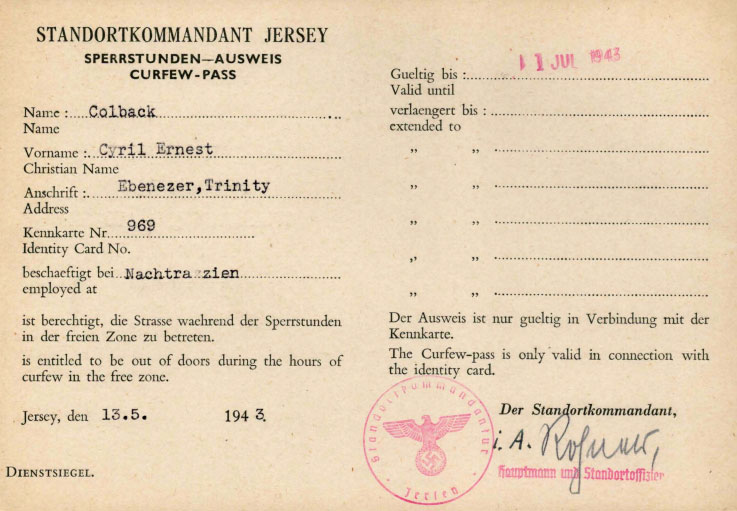 STANDORTKOMMANDANT JERSEY
SPERRSTUNDEN—AUSWEIS
CURFEW-PASS
Name : Colback
Name
Vorname : Cyril Ernest
Christian Name
Anschrift : Ebenezer,Trinity
Address
Kennkarte Nr. 969
Identity Card No.
beschaeftigt bei
employed at
ist berechtigt, die Strasse waehrend der Sperrstunden
in der freien Zone zu betreten.
is entitled to be out of doors during the hours of
curfew in the free zone.
Jersey, den 13.5. 1943.
DIENSTSIEGEL.
Gueltig bis : JUL 1943
Valid until
verlaengert bis :
extended to
„ „
„ „
„ „
„ „
„ „
Der Ausweis ist nur gueltig in Verbindung mit der
Kennkarte.
The Curfew-pass is only valid in connection with
the identity card.
Standortkommandantur
Jersey
Der Standortkommandant,
i. A.
Hauptmann und Standortoffizier